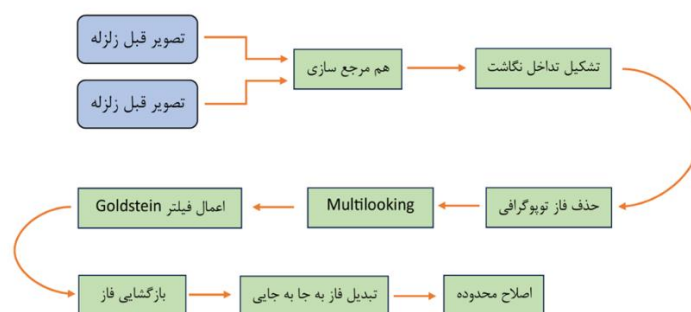 تصویر قبل زلزله
تصویر قبل زلزله
هم مرجع سازی
تشکیل تداخل نگاشت
حذف فاز توپوگرافی
Multilooking
اعمال فیلتر Goldstein
بازگشایی فاز
تبدیل فاز به جا به جایی
اصلاح محدوده